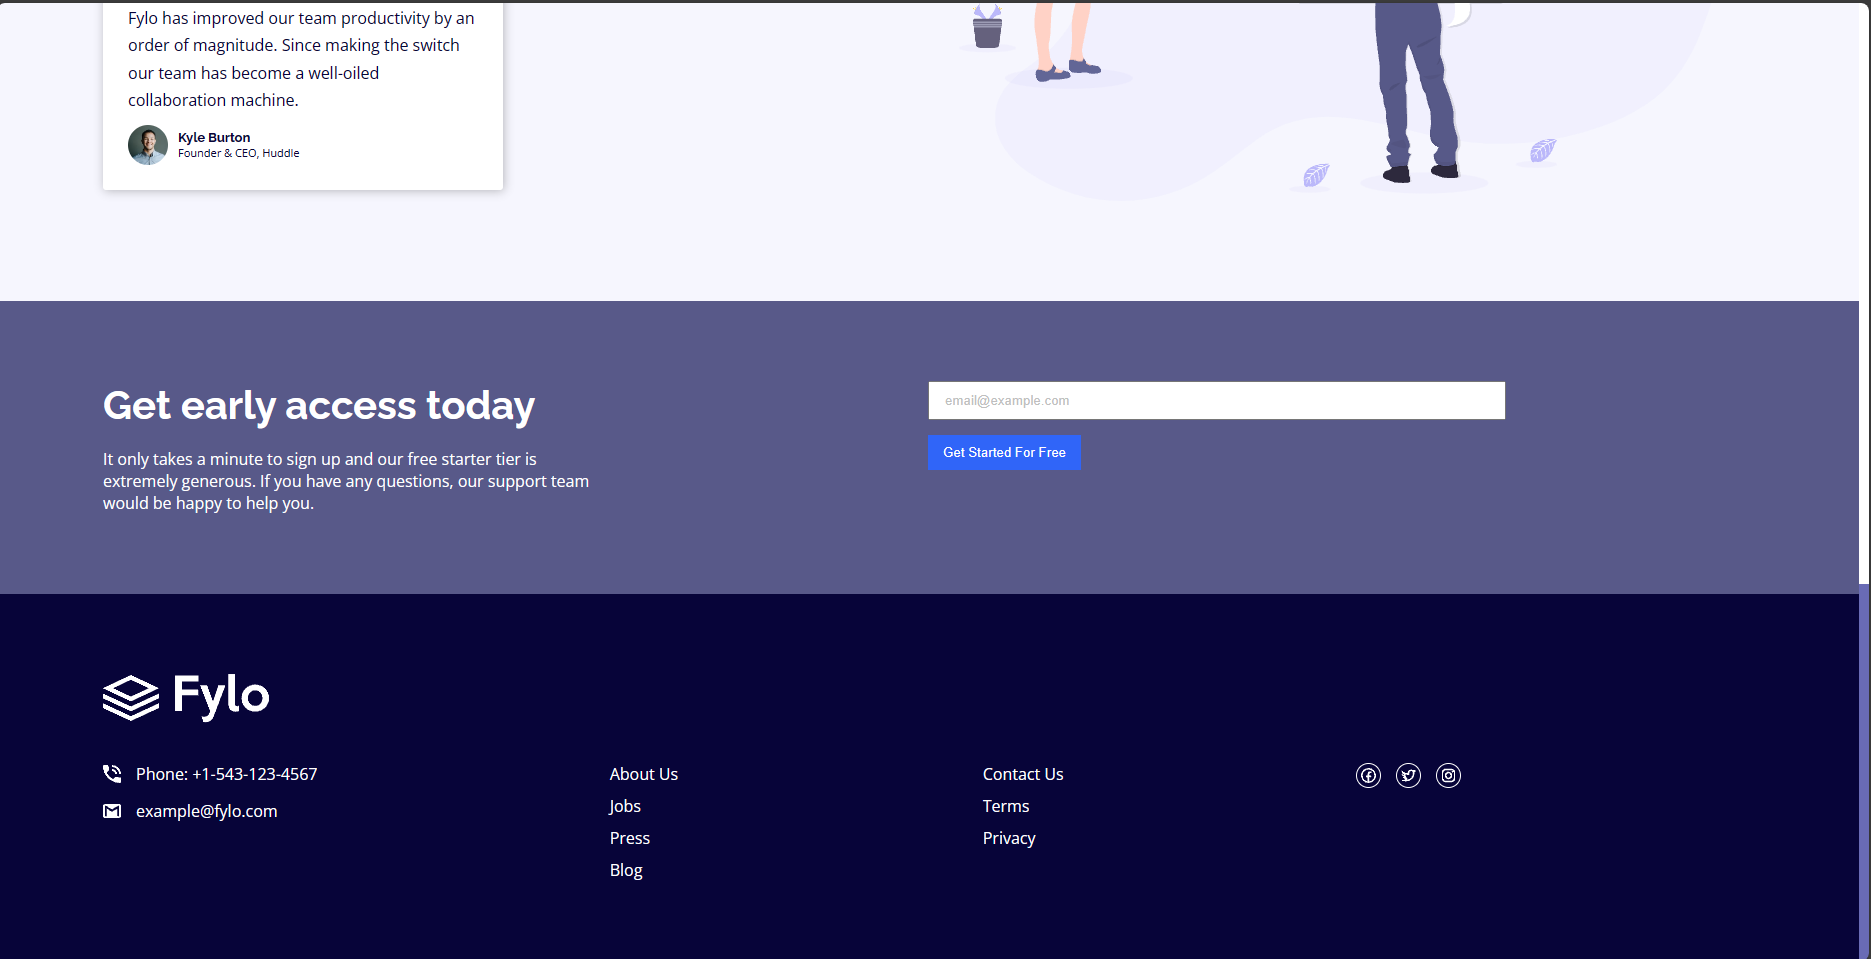 Fylo has improved our team productivity by an
order of magnitude. Since making the switch
our team has become a well-oiled
collaboration machine.
Kyle Burton
Founder & CEO, Huddle
Get early access today
It only takes a minute to sign up and our free starter tier is
extremely generous. If you have any questions, our support team
would be happy to help you.
email@example.com
Get Started For Free
Fylo
Phone: +1-543-123-4567
example@fylo.com
About Us
Jobs
Press
Blog
Contact Us
Terms
Privacy